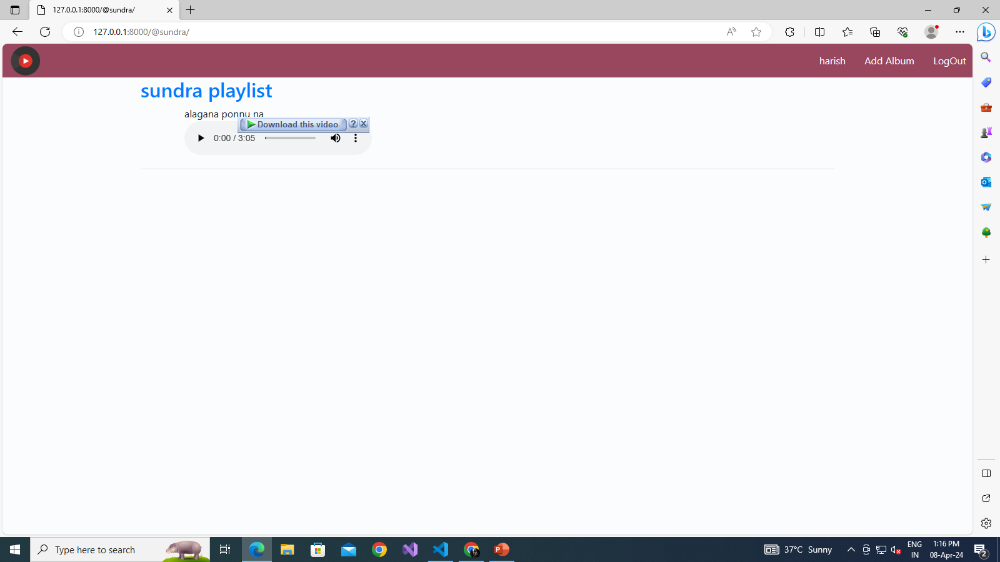 127.0.0.1:8000/@sundra/
127.0.0.1:8000/@sundra/
harish Add Album LogOut
sundra playlist
alagana ponnu na
Download this video ? x
0:00 / 3:05
Type here to search
37°C Sunny
ENG
IN
1:16 PM
08-Apr-24
2